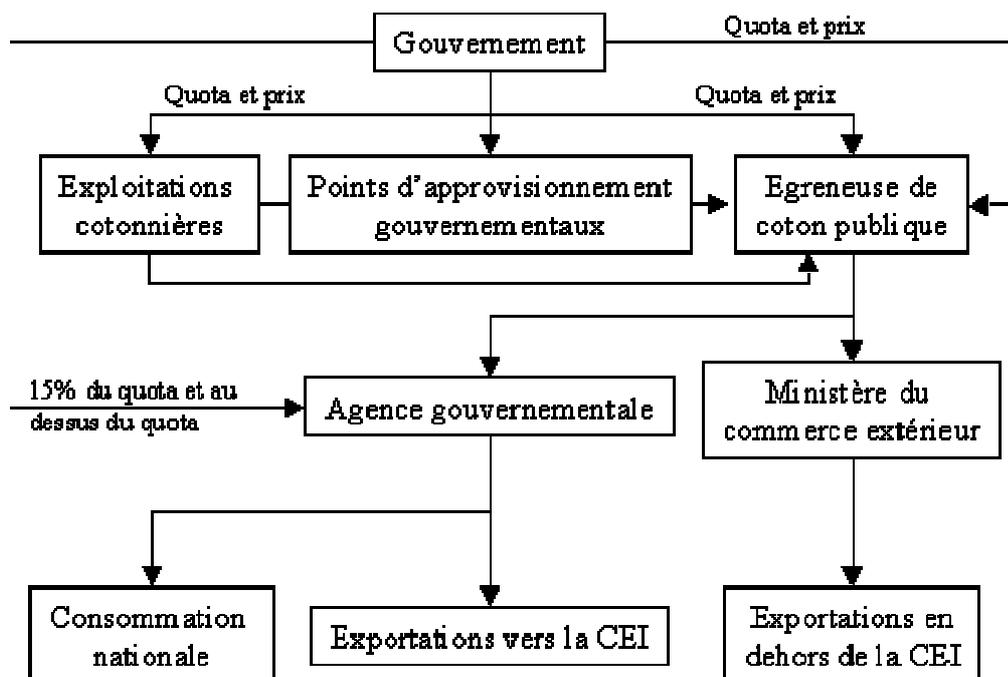 Gouvernement
Quota et prix
Quota et prix
Quota et prix
Exploitations
cotonnières
Points d'approvisionnement
gouvernementaux
Egreneuse de
coton publique
15% du quota et au
dessus du quota
Agence gouvernementale
Ministère du
commerce extérieur
Consommation
nationale
Exportations vers la CEI
Exportations en
dehors de la CEI